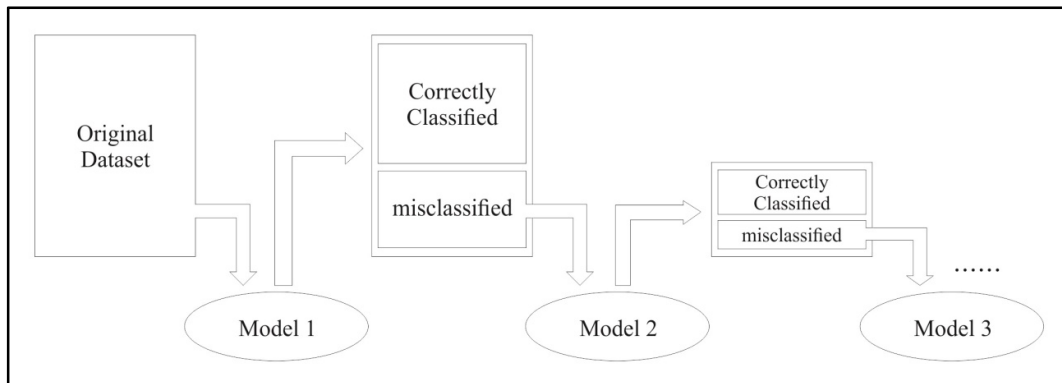 Original
Dataset
Correctly
Classified
misclassified
Correctly
Classified
misclassified
......
Model 1
Model 2
Model 3